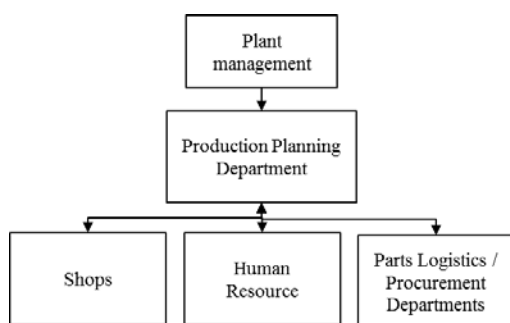 Plant
management
Production Planning
Department
Shops
Human
Resource
Parts Logistics /
Procurement
Departments